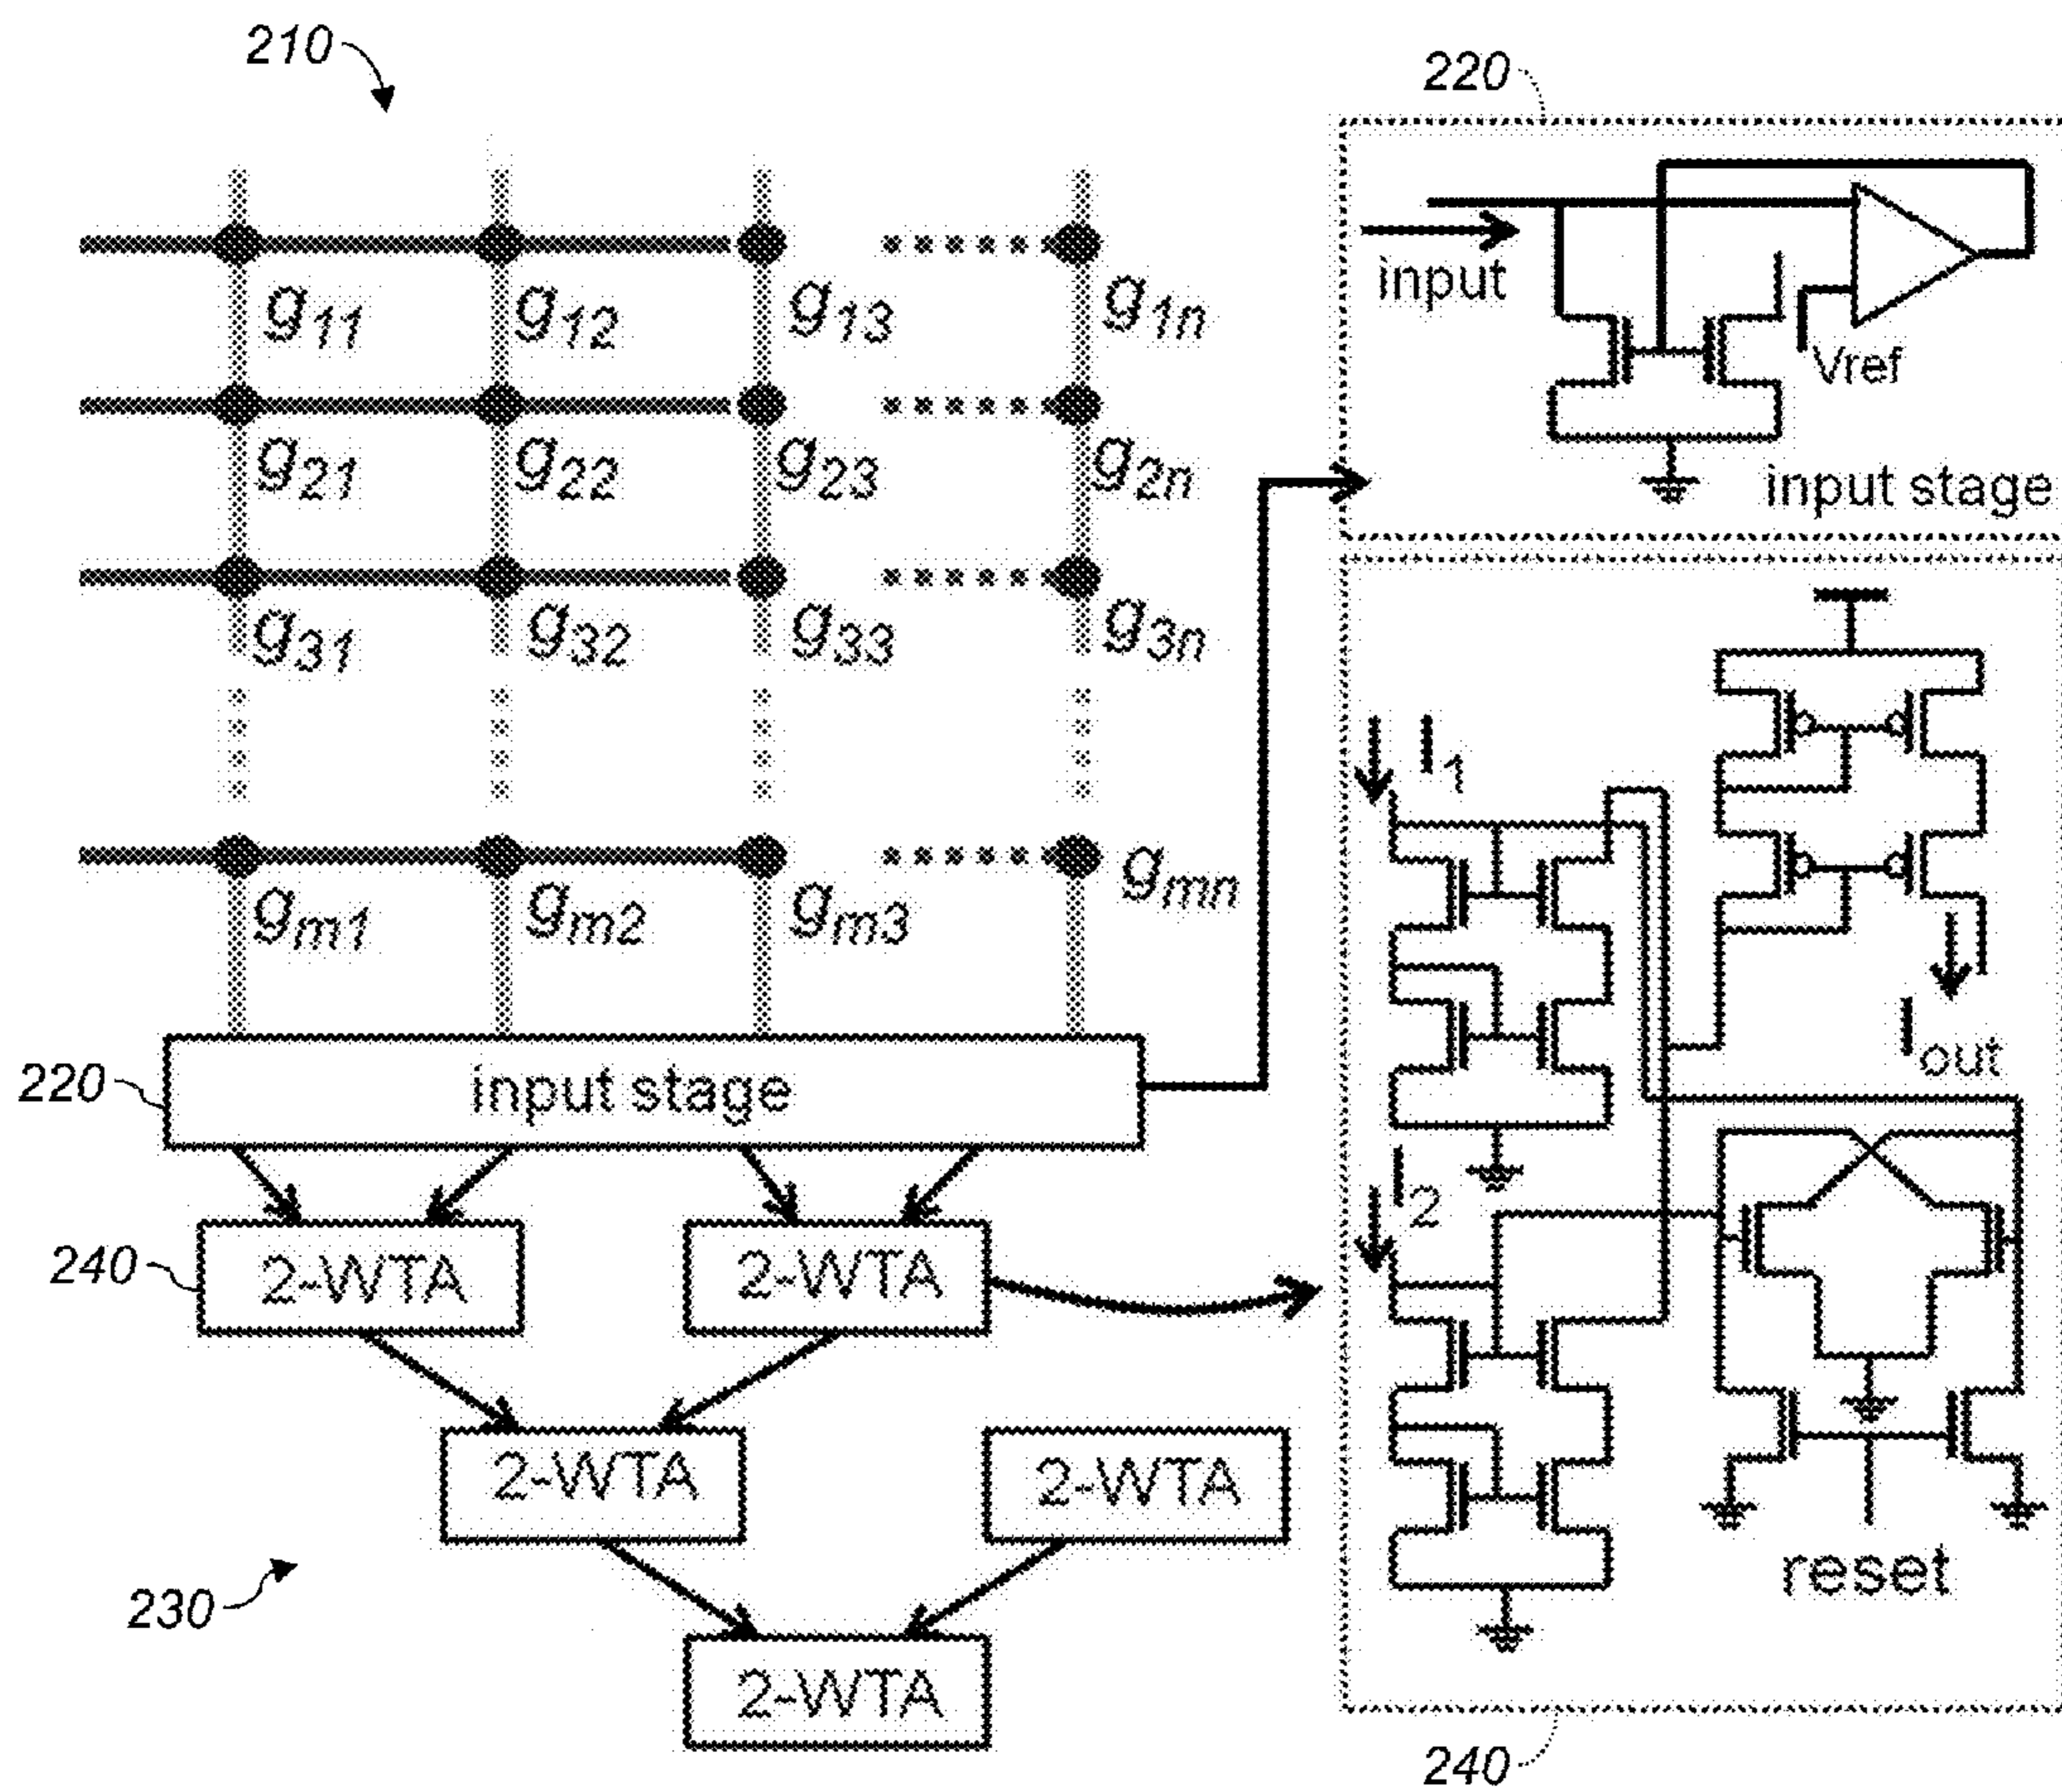 210
220
input
Vref
input stage
g11 g12 g13 g1n
g21 g22 g23 g2n
g31 g32 g33 g3n
gm1 gm2 gm3 gmn
220
input stage
240
2-WTA 2-WTA
2-WTA 2-WTA
230
2-WTA
I1
Iout
I2
reset
240